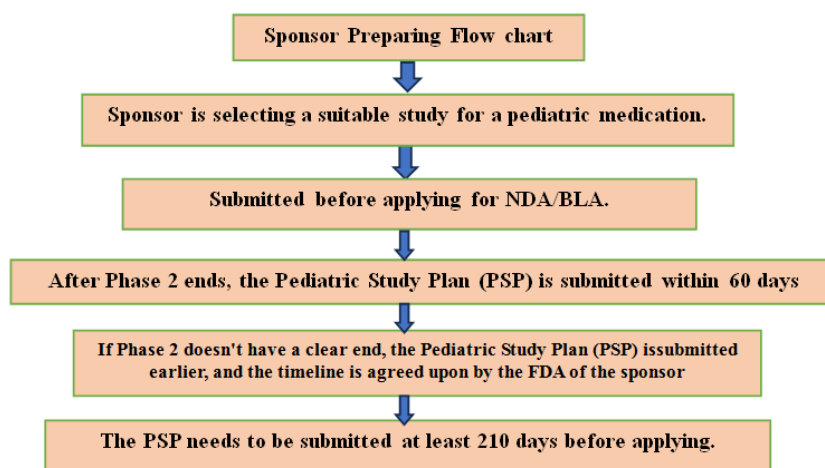 Sponsor Preparing Flow chart
Sponsor is selecting a suitable study for a pediatric medication.
Submitted before applying for NDA/BLA.
After Phase 2 ends, the Pediatric Study Plan (PSP) is submitted within 60 days
If Phase 2 doesn't have a clear end, the Pediatric Study Plan (PSP) issubmitted
earlier, and the timeline is agreed upon by the FDA of the sponsor
The PSP needs to be submitted at least 210 days before applying.